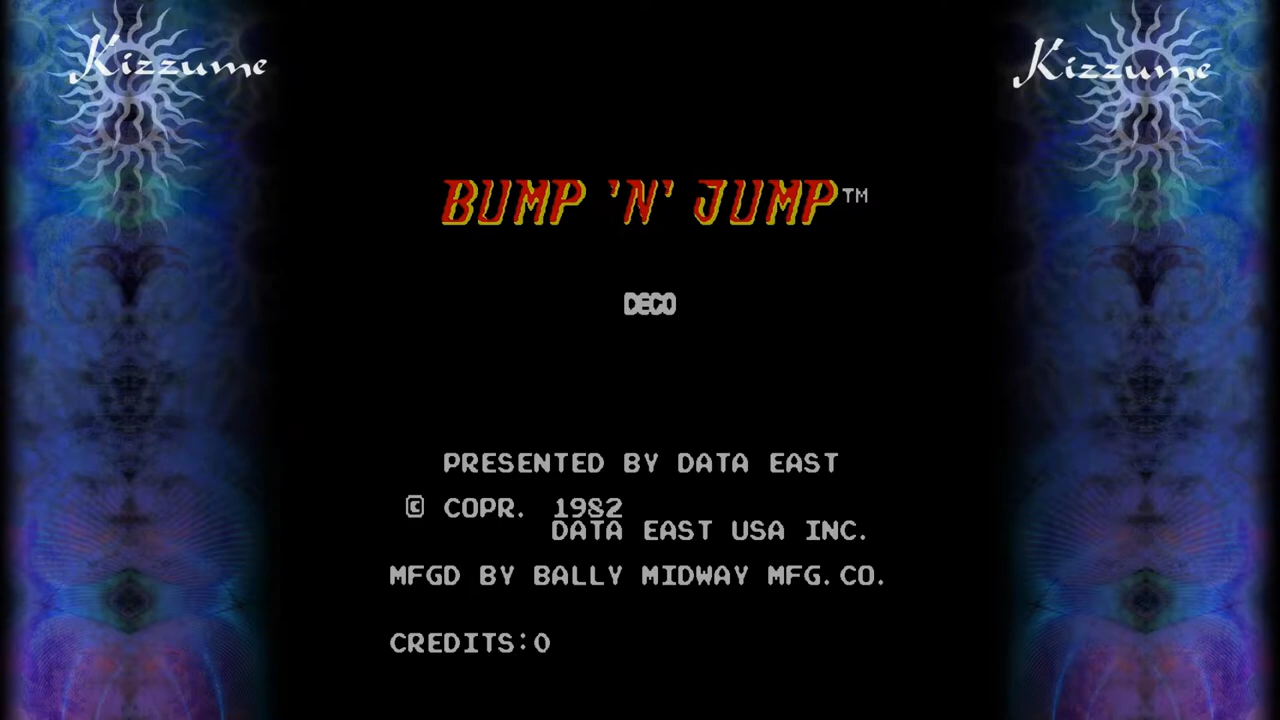 Kizzume
Kizzume
BUMP 'N' JUMP™
DECO
PRESENTED BY DATA EAST
© COPR. 1982
DATA EAST USA INC.
MFGD BY BALLY MIDWAY MFG.CO.
CREDITS:0